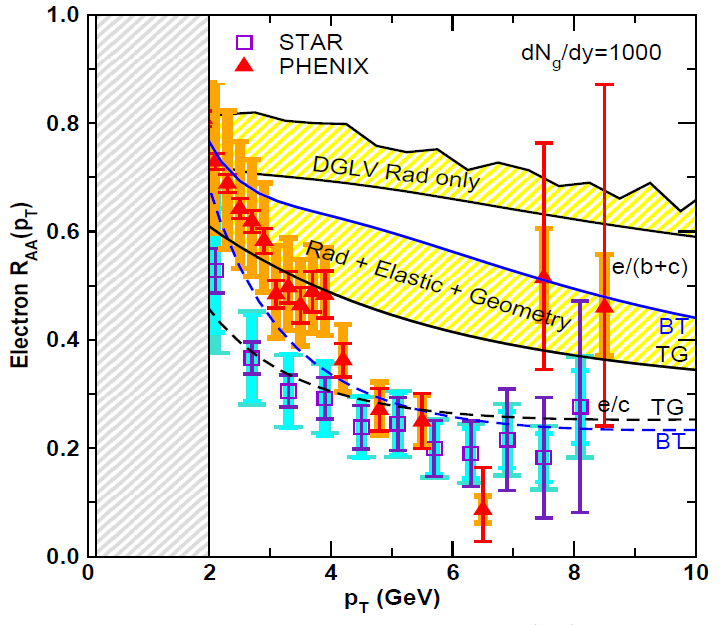 1.0
0.8
0.6
0.4
0.2
0.0
Electron R_AA(p_T)
STAR
PHENIX
dN_g/dy=1000
DGLV Rad only
Rad + Elastic + Geometry
e/(b+c)
BT
TG
e/c
TG
BT
0 2 4 6 8 10
p_T (GeV)